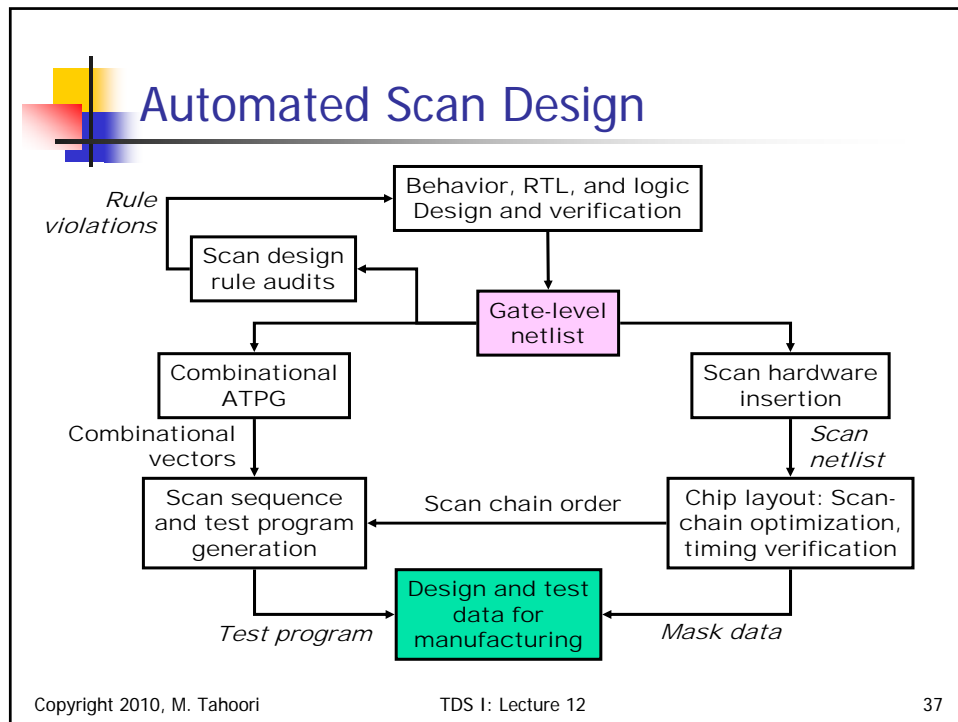 Automated Scan Design
Behavior, RTL, and logic
Design and verification
Rule
violations
Scan design
rule audits
Gate-level
netlist
Combinational
ATPG
Scan hardware
insertion
Combinational
vectors
Scan
netlist
Scan sequence
and test program
generation
Scan chain order
Chip layout: Scan-
chain optimization,
timing verification
Design and test
data for
manufacturing
Test program
Mask data
Copyright 2010, M. Tahoori
TDS I: Lecture 12
37